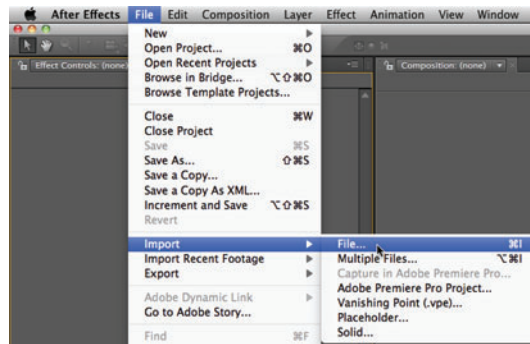 After Effects File Edit Composition Layer Effect Animation View Window
Effect Controls: (none)
Composition: (none)
New
Open Project... ⌘O
Open Recent Projects
Browse in Bridge... ⌥⇧⌘O
Browse Template Projects...
Close ⌘W
Close Project
Save ⌘S
Save As... ⇧⌘S
Save a Copy...
Save a Copy As XML...
Increment and Save ⌥⇧⌘S
Revert
Import
Import Recent Footage
Export
Adobe Dynamic Link
Go to Adobe Story...
Find ⌘F
File... ⌘I
Multiple Files... ⌥⌘I
Capture in Adobe Premiere Pro...
Adobe Premiere Pro Project...
Vanishing Point (.vpe)...
Placeholder...
Solid...